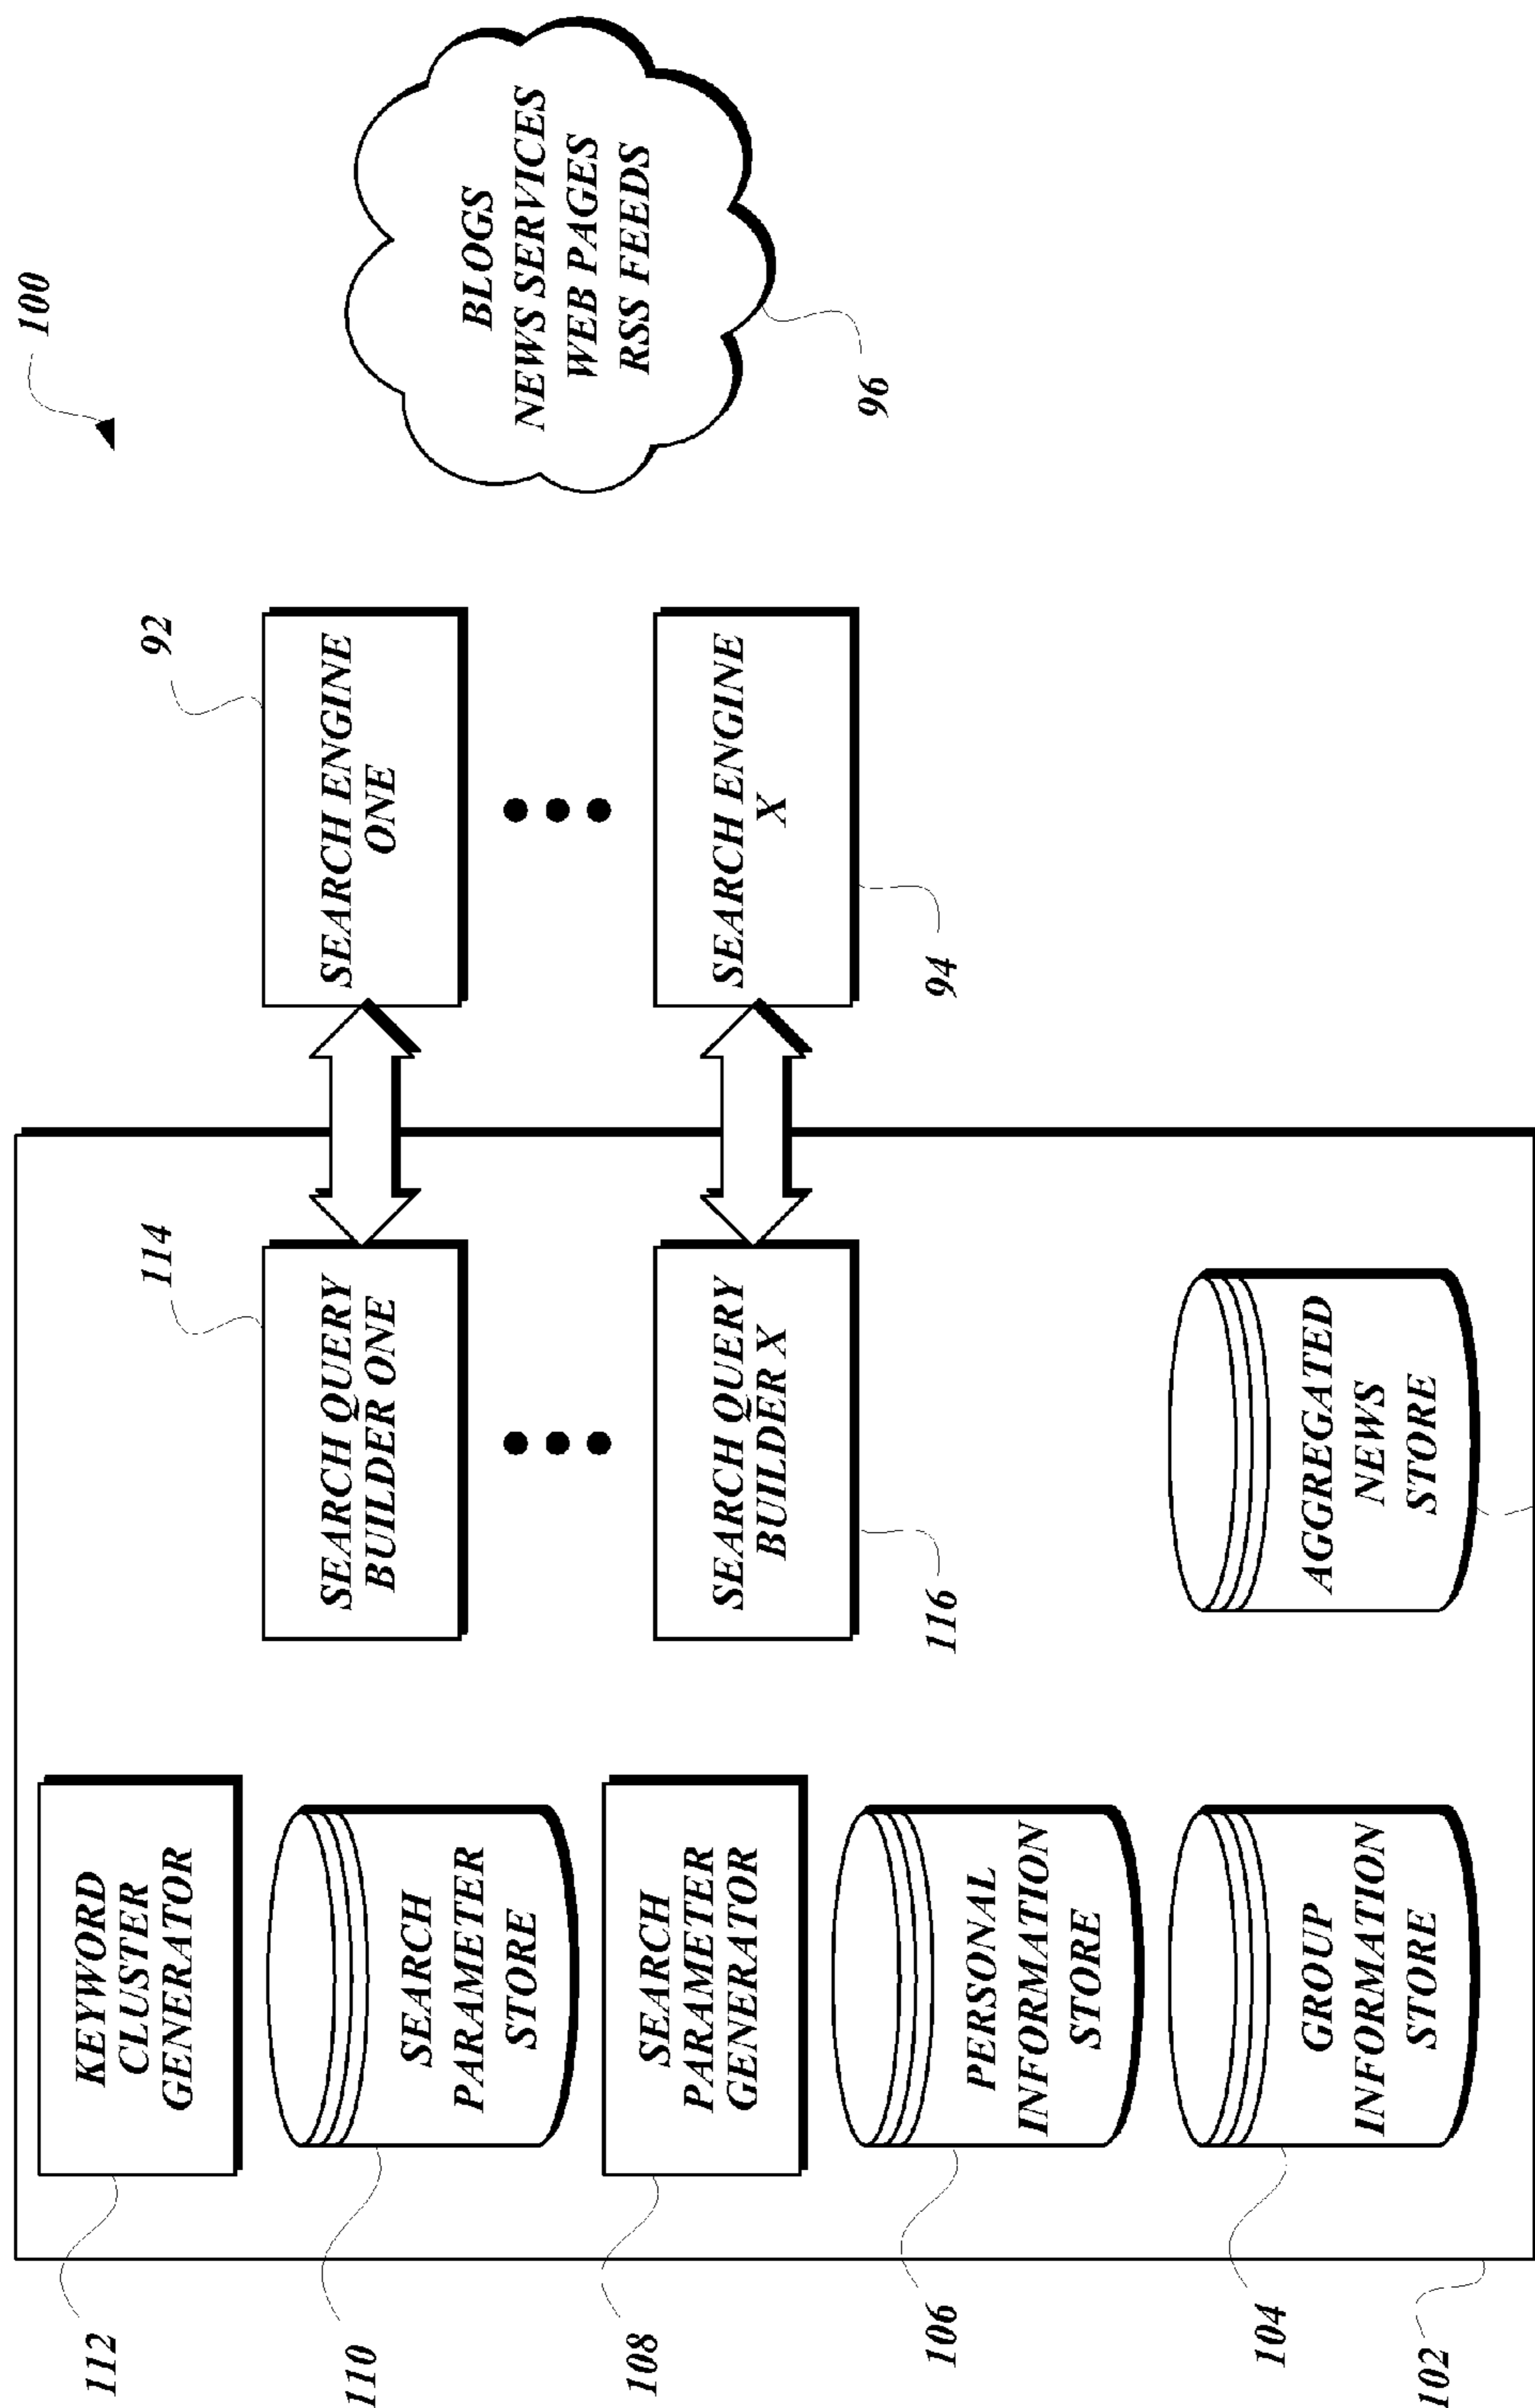 100
112
KEYWORD
CLUSTER
GENERATOR
110
SEARCH
PARAMETER
STORE
108
SEARCH
PARAMETER
GENERATOR
106
PERSONAL
INFORMATION
STORE
104
GROUP
INFORMATION
STORE
102
114
SEARCH QUERY
BUILDER ONE
SEARCH QUERY
BUILDER X
116
AGGREGATED
NEWS
STORE
92
SEARCH ENGINE
ONE
SEARCH ENGINE
X
94
BLOGS
NEWS SERVICES
WEB PAGES
RSS FEEDS
96